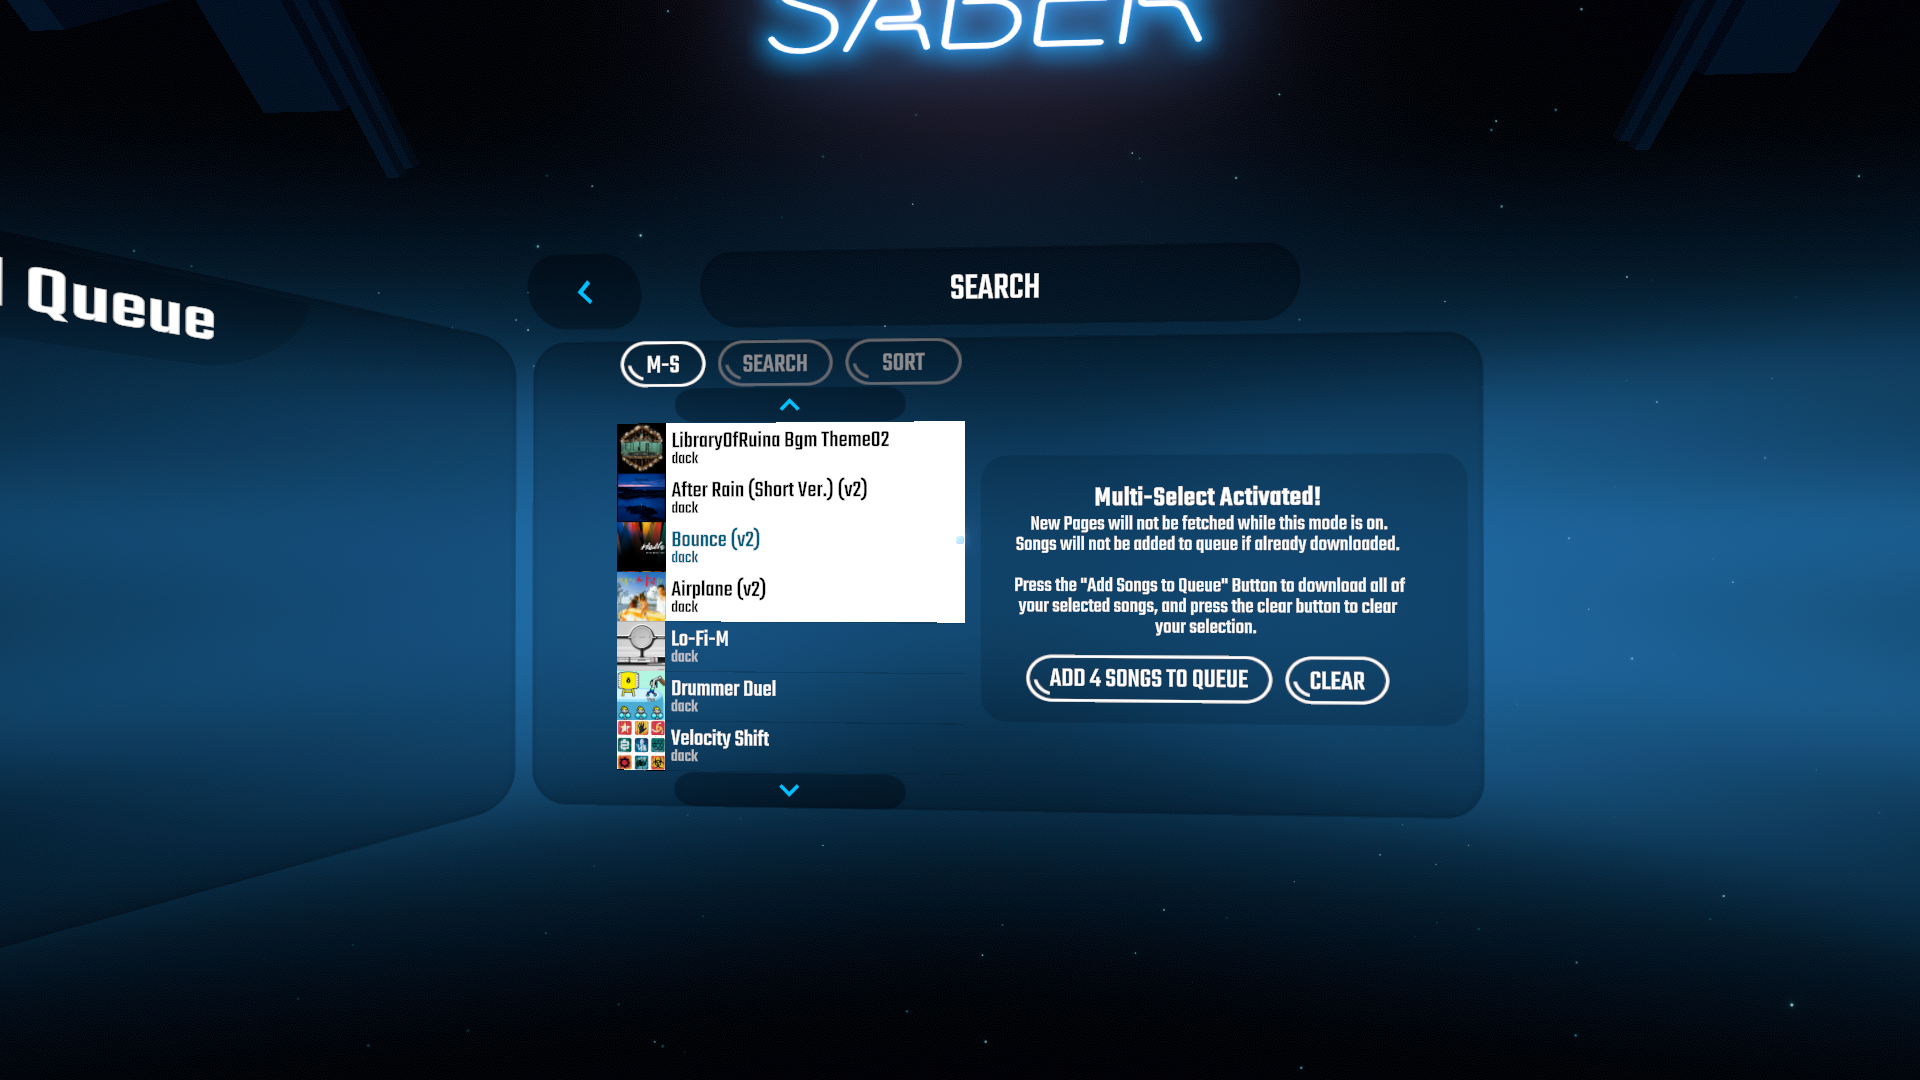 SABER
Queue
SEARCH
M-S
SEARCH
SORT
LibraryOfRuina Bgm Theme02
dack
After Rain (Short Ver.) (v2)
dack
Bounce (v2)
dack
Airplane (v2)
dack
Lo-Fi-M
dack
Drummer Duel
dack
Velocity Shift
dack
Multi-Select Activated!
New Pages will not be fetched while this mode is on.
Songs will not be added to queue if already downloaded.
Press the "Add Songs to Queue" Button to download all of
your selected songs, and press the clear button to clear
your selection.
ADD 4 SONGS TO QUEUE
CLEAR